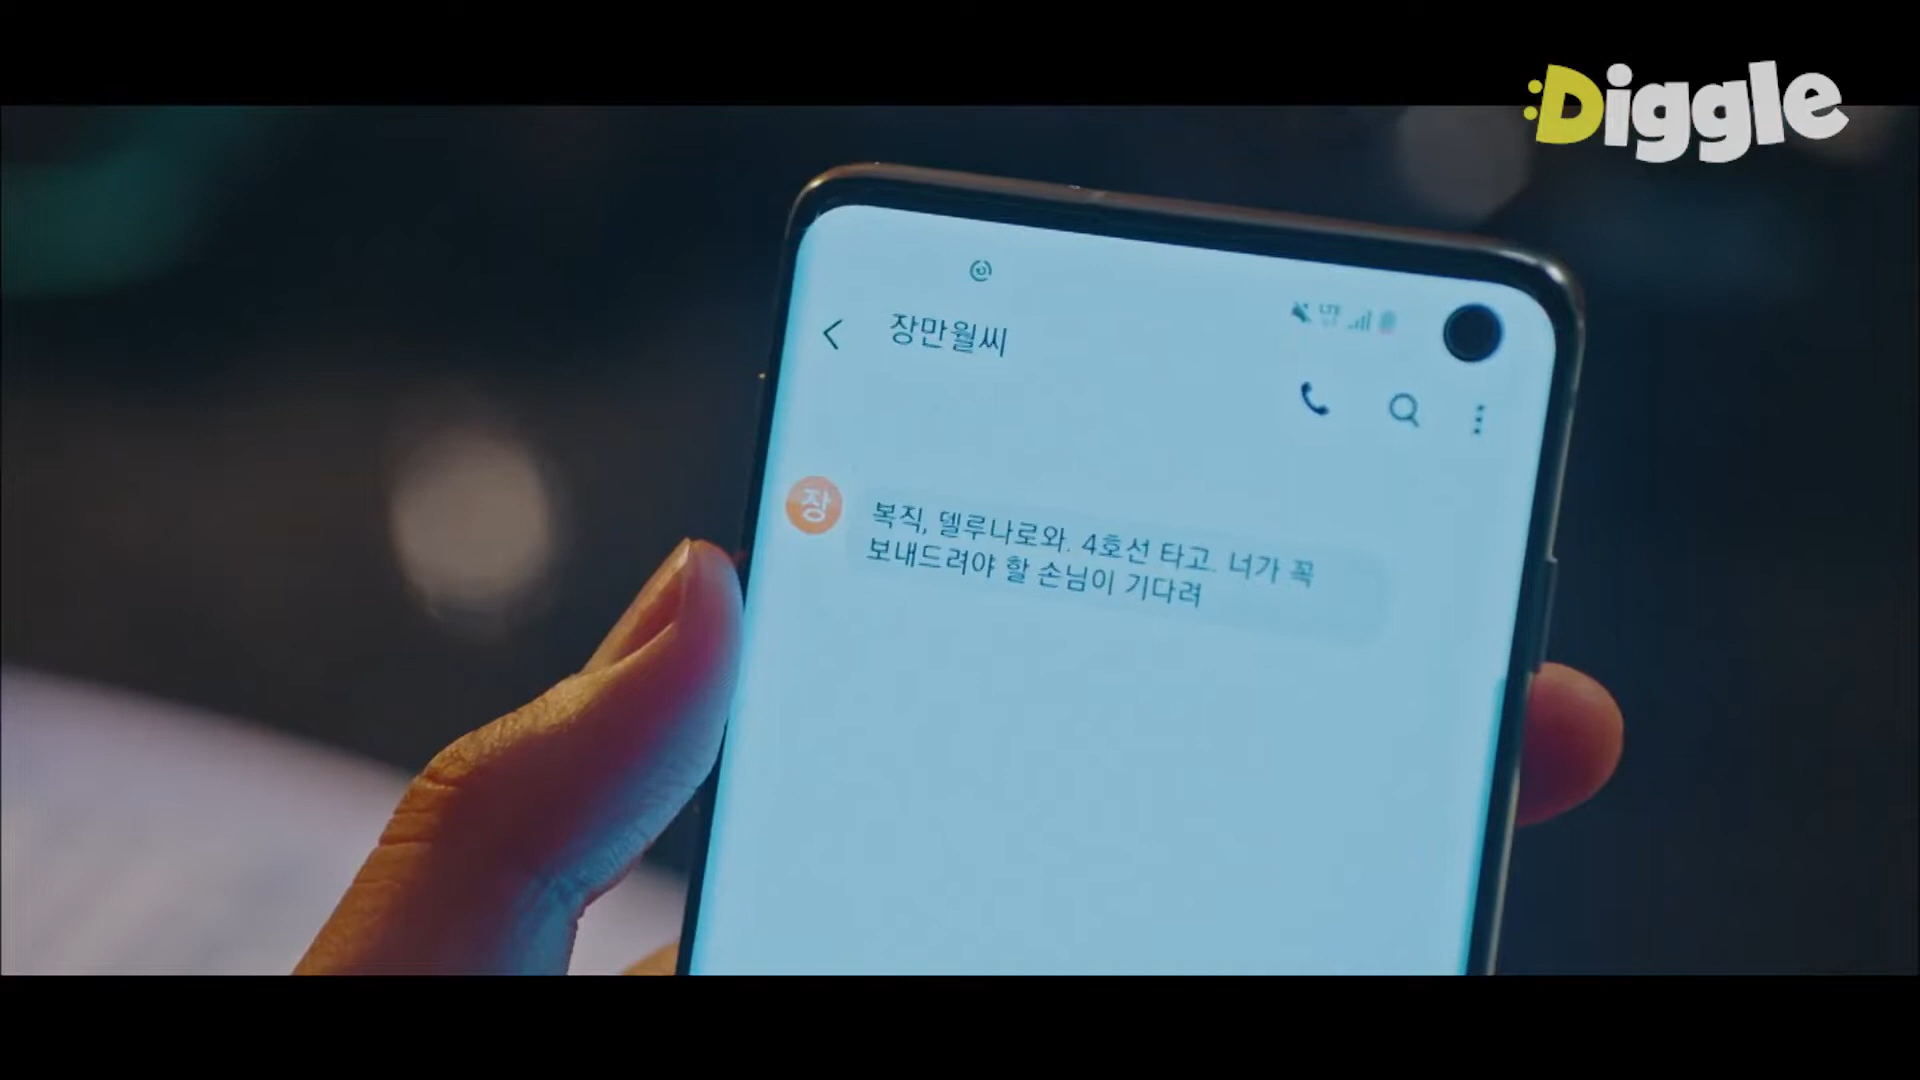 :Diggle
LTE
장만월씨
장
복직, 델루나로와. 4호선 타고. 너가 꼭
보내드려야 할 손님이 기다려